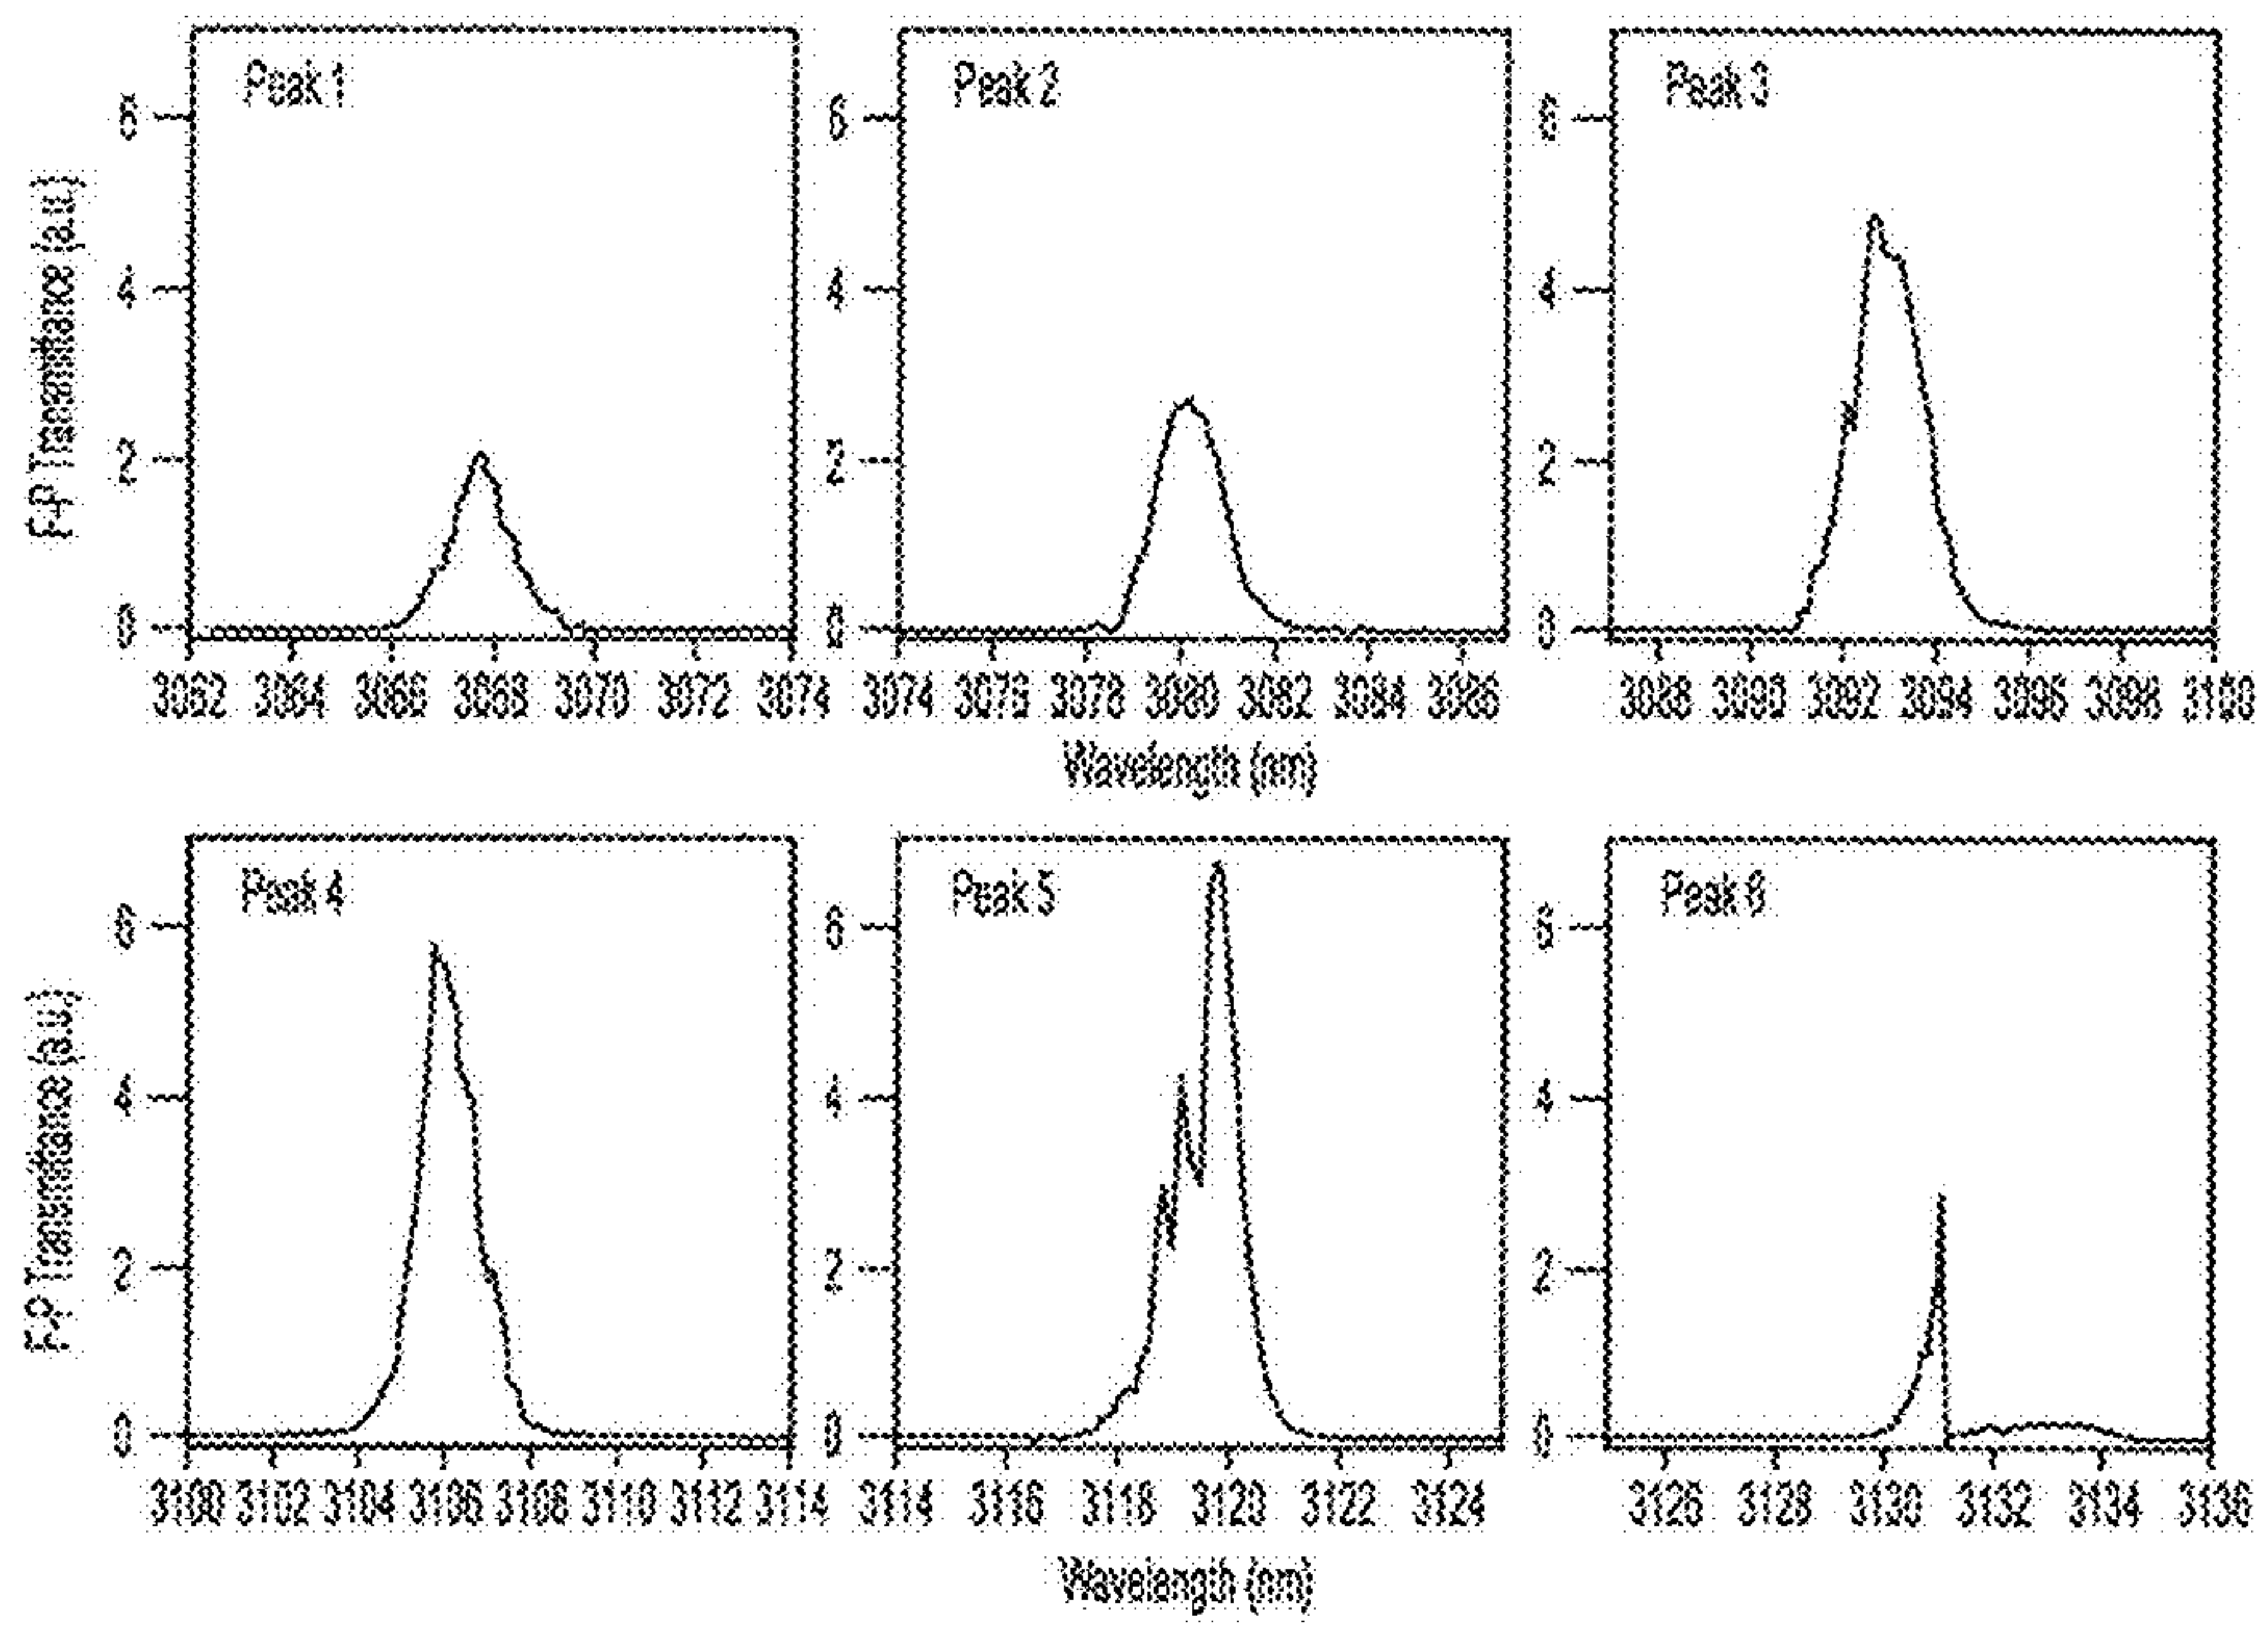 Peak 1
Peak 2
Peak 3
F-P Transmittance (a.u.)
6
4
2
0
6
4
2
0
6
4
2
0
3062 3064 3066 3068 3070 3072 3074
3074 3076 3078 3080 3082 3084 3086
3088 3090 3092 3094 3096 3098 3100
Wavelength (nm)
Peak 4
Peak 5
Peak 6
F-P Transmittance (a.u.)
6
4
2
0
6
4
2
0
6
4
2
0
3100 3102 3104 3106 3108 3110 3112 3114
3114 3116 3118 3120 3122 3124
3126 3128 3130 3132 3134 3136
Wavelength (nm)